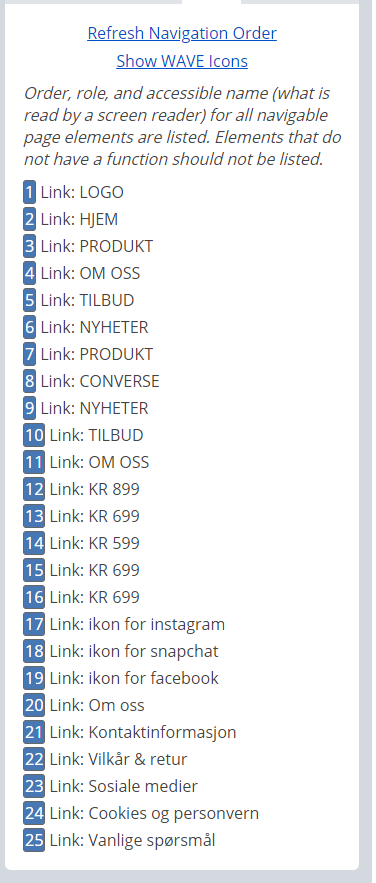 Refresh Navigation Order
Show WAVE Icons
Order, role, and accessible name (what is
read by a screen reader) for all navigable
page elements are listed. Elements that do
not have a function should not be listed.
1 Link: LOGO
2 Link: HJEM
3 Link: PRODUKT
4 Link: OM OSS
5 Link: TILBUD
6 Link: NYHETER
7 Link: PRODUKT
8 Link: CONVERSE
9 Link: NYHETER
10 Link: TILBUD
11 Link: OM OSS
12 Link: KR 899
13 Link: KR 699
14 Link: KR 599
15 Link: KR 699
16 Link: KR 699
17 Link: ikon for instagram
18 Link: ikon for snapchat
19 Link: ikon for facebook
20 Link: Om oss
21 Link: Kontaktinformasjon
22 Link: Vilkår & retur
23 Link: Sosiale medier
24 Link: Cookies og personvern
25 Link: Vanlige spørsmål